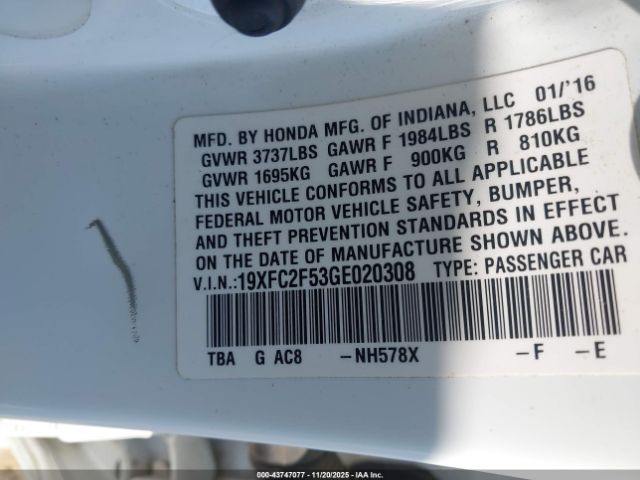 MFD. BY HONDA MFG. OF INDIANA, LLC 01/'16
GVWR 3737LBS GAWR F 1984LBS R 1786LBS
GVWR 1695KG GAWR F 900KG R 810KG
THIS VEHICLE CONFORMS TO ALL APPLICABLE
FEDERAL MOTOR VEHICLE SAFETY, BUMPER,
AND THEFT PREVENTION STANDARDS IN EFFECT
ON THE DATE OF MANUFACTURE SHOWN ABOVE.
V.I.N.:19XFC2F53GE020308 TYPE: PASSENGER CAR
TBA G AC8 -NH578X -F -E
000-43747077 - 11/20/2025 - IAAI.COM